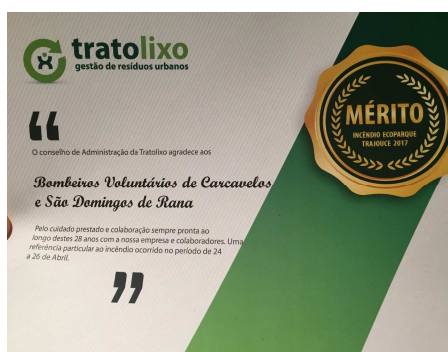 tratolixo
gestão de resíduos urbanos
MÉRITO
INCÊNDIO ECOPARQUE
TRAJOUCE 2017
“
O conselho de Administração da Tratolixo agradece aos
Bombeiros Voluntários de Carcavelos
e São Domingos de Rana
Pelo cuidado prestado e colaboração sempre pronta ao
longo destes 28 anos com a nossa empresa e colaboradores. Uma
referência particular ao incêndio ocorrido no período de 24
a 26 de Abril.
”